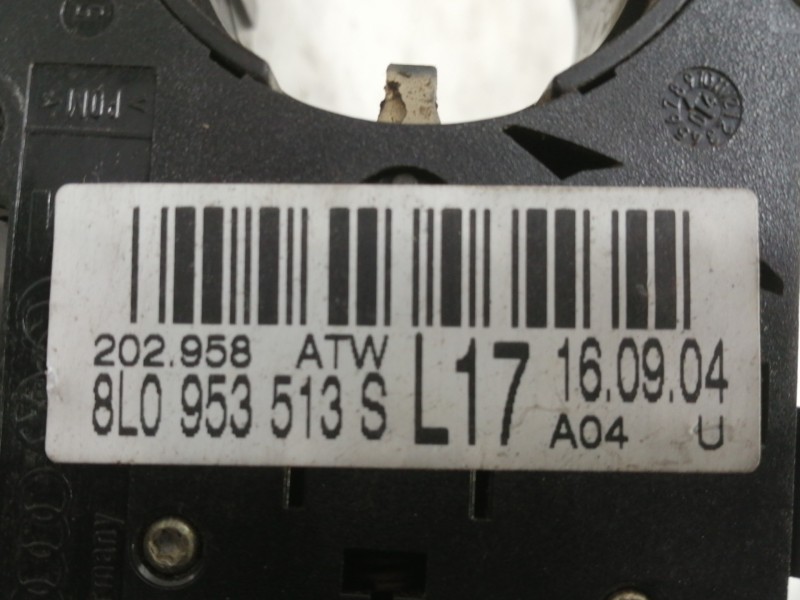 >POM<
202.958 ATW
8L0 953 513 S L17
16.09.04
A04 U